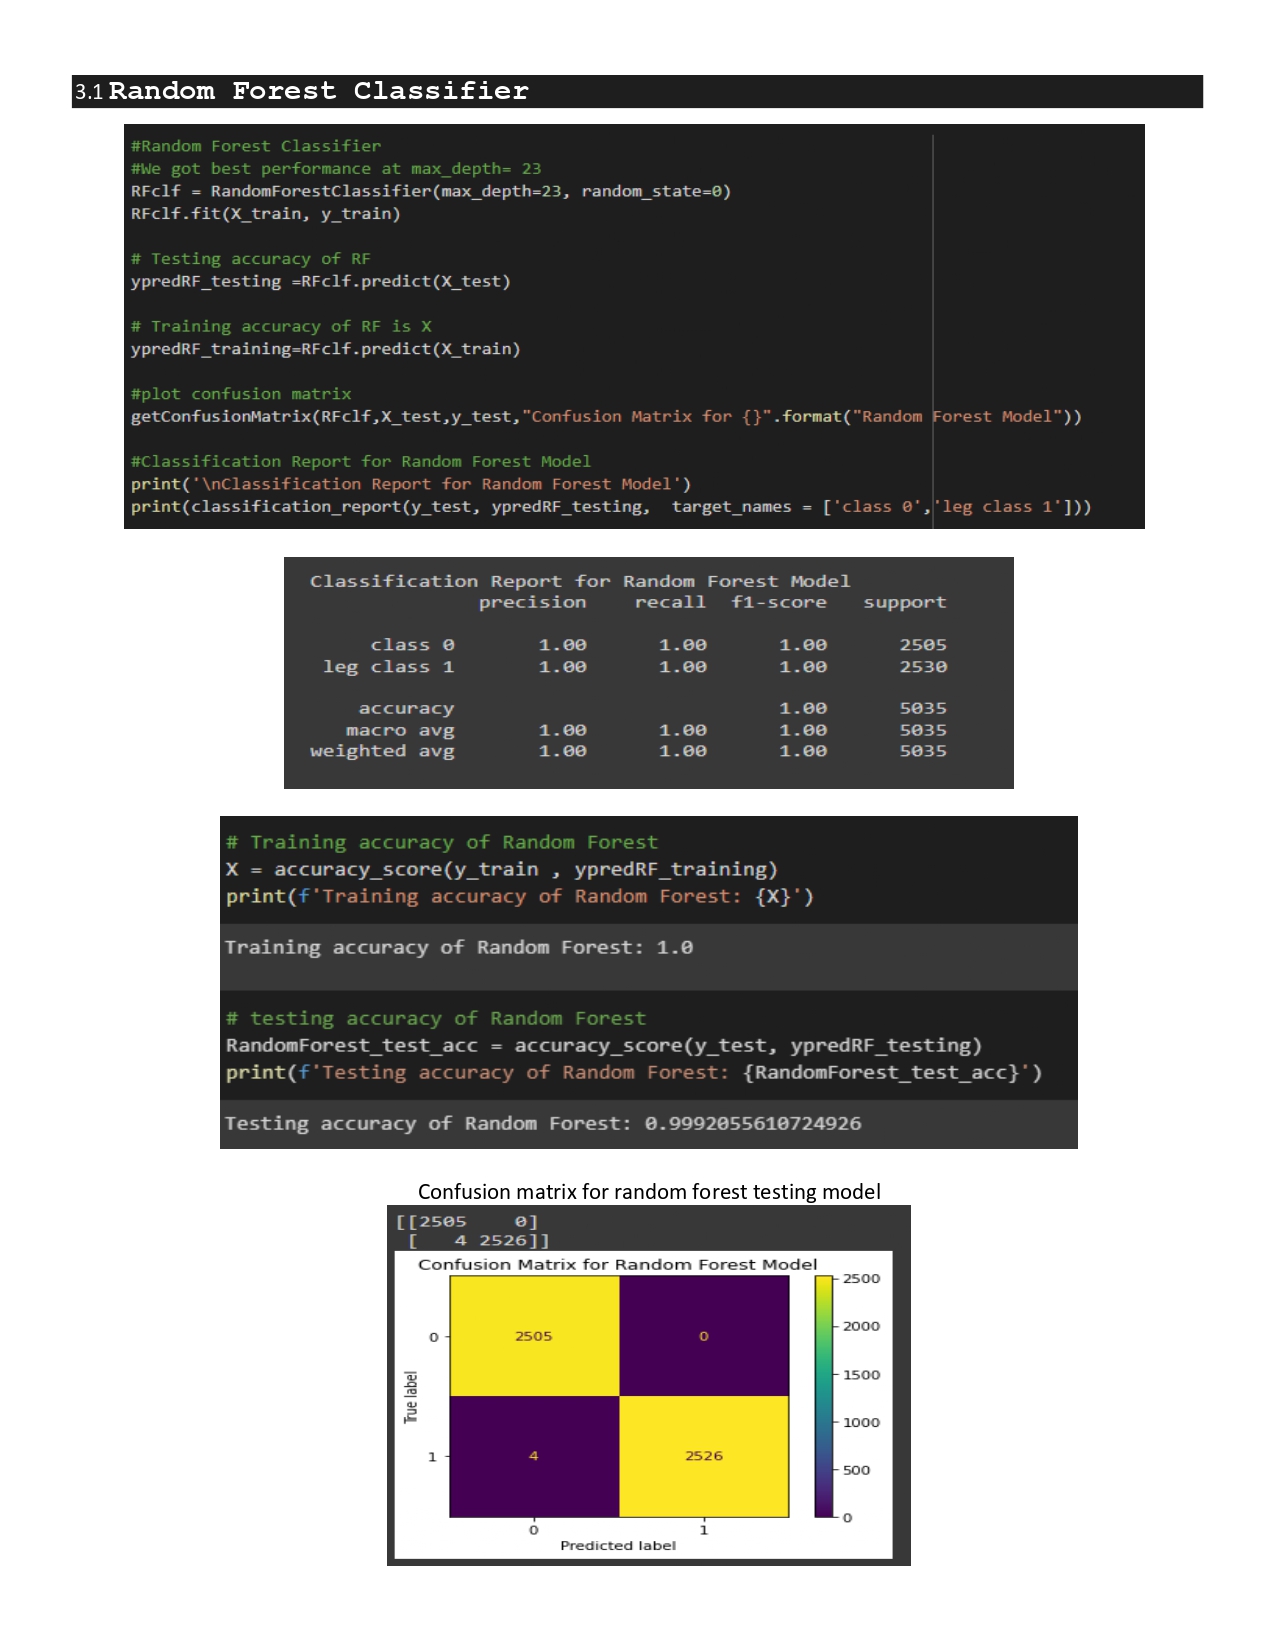 3.1 Random Forest Classifier
#Random Forest Classifier
#We got best performance at max_depth= 23
RFclf = RandomForestClassifier(max_depth=23, random_state=0)
RFclf.fit(X_train, y_train)
# Testing accuracy of RF
ypredRF_testing =RFclf.predict(X_test)
# Training accuracy of RF is X
ypredRF_training=RFclf.predict(X_train)
#plot confusion matrix
getConfusionMatrix(RFclf,X_test,y_test,"Confusion Matrix for {}".format("Random Forest Model"))
#Classification Report for Random Forest Model
print('\nClassification Report for Random Forest Model')
print(classification_report(y_test, ypredRF_testing,  target_names = ['class 0','leg class 1']))
Classification Report for Random Forest Model
precision    recall  f1-score   support
class 0       1.00      1.00      1.00      2505
leg class 1       1.00      1.00      1.00      2530
accuracy                           1.00      5035
macro avg       1.00      1.00      1.00      5035
weighted avg       1.00      1.00      1.00      5035
# Training accuracy of Random Forest
X = accuracy_score(y_train , ypredRF_training)
print(f'Training accuracy of Random Forest: {X}')
Training accuracy of Random Forest: 1.0
# testing accuracy of Random Forest
RandomForest_test_acc = accuracy_score(y_test, ypredRF_testing)
print(f'Testing accuracy of Random Forest: {RandomForest_test_acc}')
Testing accuracy of Random Forest: 0.9992055610724926
Confusion matrix for random forest testing model
[[2505    0]
[   4 2526]]
Confusion Matrix for Random Forest Model
2500
2000
1500
1000
500
0
True label
0
2505
0
1
4
2526
0
1
Predicted label